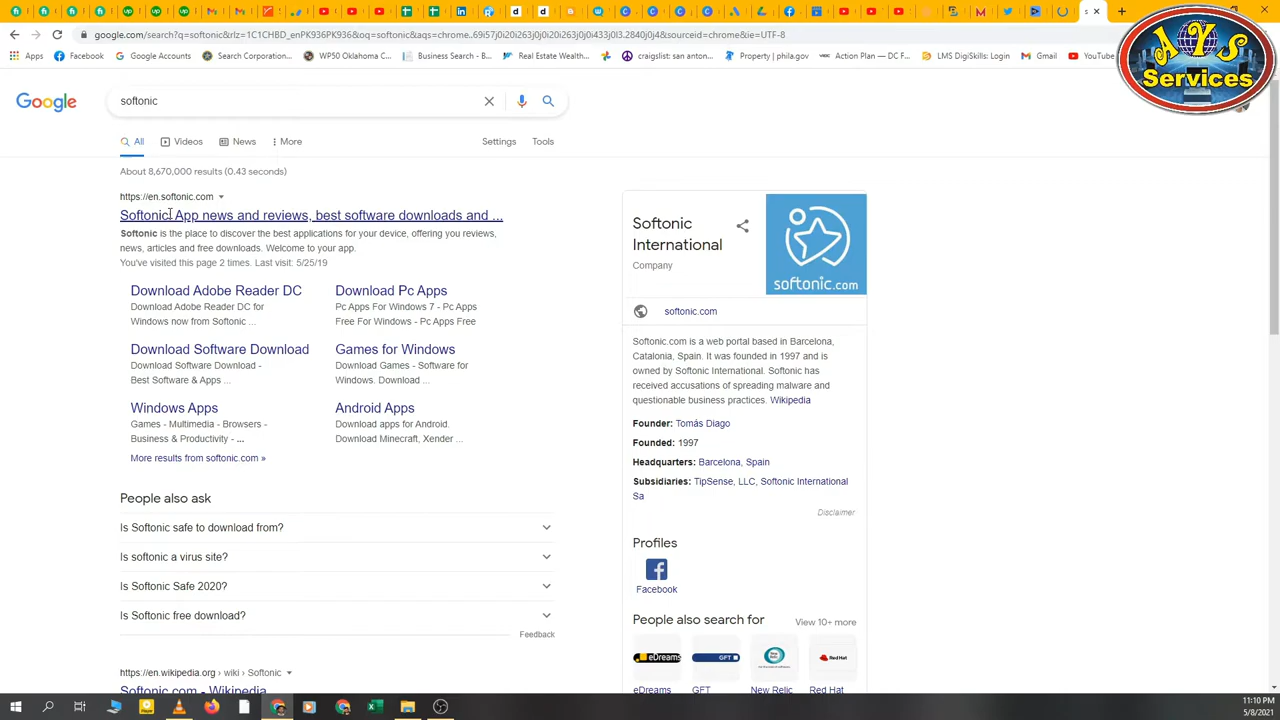 google.com/search?q=softonic&rlz=1C1CHBD_enPK936PK936&oq=softonic&aqs=chrome..69i57j0j0i263j0j0i20i263j0j0i433j0l3.2840j0j4&sourceid=chrome&ie=UTF-8
Apps
Facebook
Google Accounts
Search Corporation...
WP50 Oklahoma C...
Business Search - B...
Real Estate Wealth...
craigslist: san anton...
Property | phila.gov
Action Plan — DC F...
LMS DigiSkills: Login
Gmail
YouTube
AYS
Services
Google
softonic
All
Videos
News
More
Settings
Tools
About 8,670,000 results (0.43 seconds)
https://en.softonic.com
Softonic: App news and reviews, best software downloads and ...
Softonic is the place to discover the best applications for your device, offering you reviews,
news, articles and free downloads. Welcome to your app.
You've visited this page 2 times. Last visit: 5/25/19
Download Adobe Reader DC
Download Adobe Reader DC for
Windows now from Softonic ...
Download Pc Apps
Pc Apps For Windows 7 - Pc Apps
Free For Windows - Pc Apps Free
Download Software Download
Download Software Download -
Best Software & Apps ...
Games for Windows
Download Games - Software for
Windows. Download ...
Windows Apps
Games - Multimedia - Browsers -
Business & Productivity - ...
Android Apps
Download apps for Android.
Download Minecraft, Xender ...
More results from softonic.com »
People also ask
Is Softonic safe to download from?
Is softonic a virus site?
Is Softonic Safe 2020?
Is Softonic free download?
Feedback
https://en.wikipedia.org › wiki › Softonic
Softonic.com - Wikipedia
Softonic
International
Company
softonic.com
softonic.com
Softonic.com is a web portal based in Barcelona,
Catalonia, Spain. It was founded in 1997 and is
owned by Softonic International. Softonic has
received accusations of spreading malware and
questionable business practices. Wikipedia
Founder: Tomás Diago
Founded: 1997
Headquarters: Barcelona, Spain
Subsidiaries: TipSense, LLC, Softonic International
Sa
Disclaimer
Profiles
Facebook
People also search for
View 10+ more
eDreams
GFT
New Relic
Red Hat
eDreams
GFT
New Relic
Red Hat
11:10 PM
5/8/2021